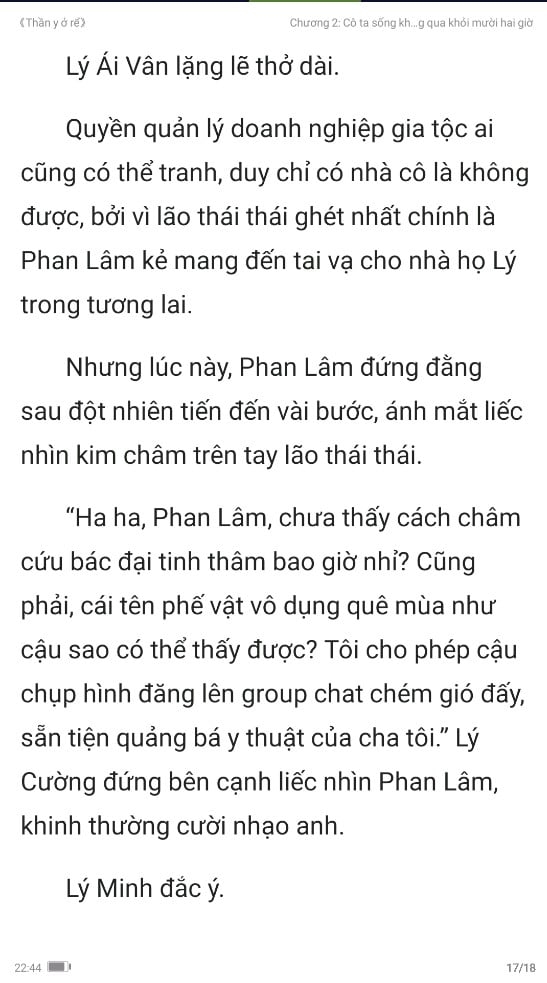 《Thần y ở rể》
Chương 2: Cô ta sống kh...g qua khỏi mười hai giờ
Lý Ái Vân lặng lẽ thở dài.
Quyền quản lý doanh nghiệp gia tộc ai
cũng có thể tranh, duy chỉ có nhà cô là không
được, bởi vì lão thái thái ghét nhất chính là
Phan Lâm kẻ mang đến tai vạ cho nhà họ Lý
trong tương lai.
Nhưng lúc này, Phan Lâm đứng đằng
sau đột nhiên tiến đến vài bước, ánh mắt liếc
nhìn kim châm trên tay lão thái thái.
“Ha ha, Phan Lâm, chưa thấy cách châm
cứu bác đại tinh thâm bao giờ nhỉ? Cũng
phải, cái tên phế vật vô dụng quê mùa như
cậu sao có thể thấy được? Tôi cho phép cậu
chụp hình đăng lên group chat chém gió đấy,
sẵn tiện quảng bá y thuật của cha tôi.” Lý
Cường đứng bên cạnh liếc nhìn Phan Lâm,
khinh thường cười nhạo anh.
Lý Minh đắc ý.
22:44
17/18